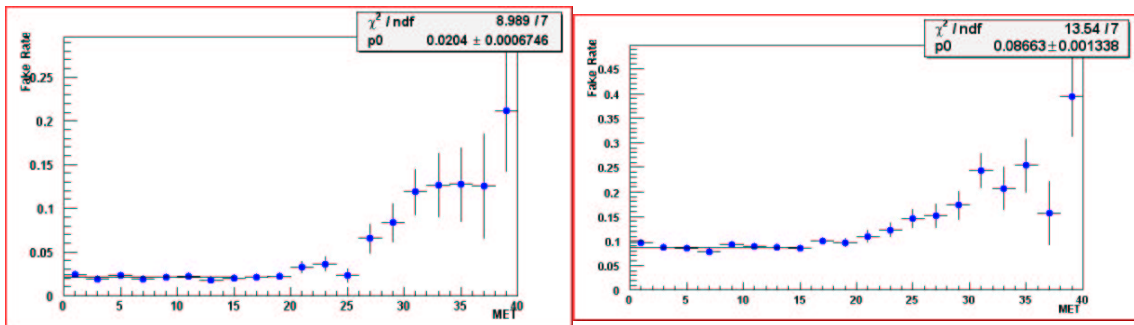 χ² / ndf 8.989 / 7
p0 0.0204 ± 0.0006746
Fake Rate
0.25
0.2
0.15
0.1
0.05
0
0 5 10 15 20 25 30 35 40
MET
χ² / ndf 13.54 / 7
p0 0.08663 ± 0.001338
Fake Rate
0.45
0.4
0.35
0.3
0.25
0.2
0.15
0.1
0.05
0
0 5 10 15 20 25 30 35 40
MET